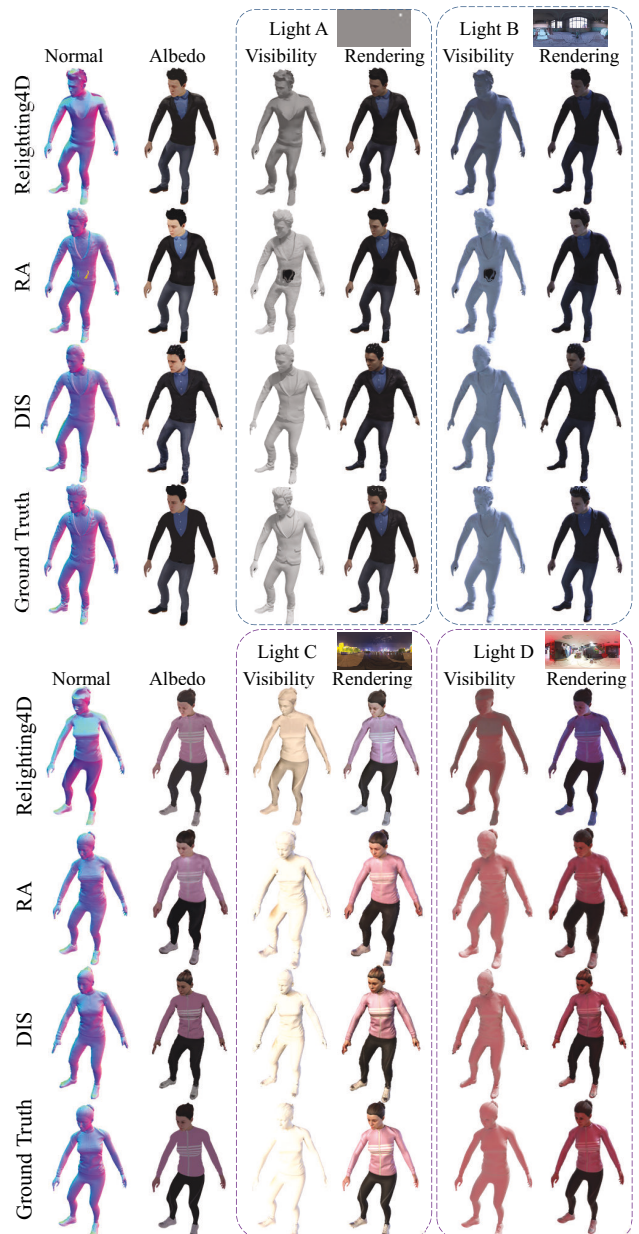 Light A
Light B
Normal
Albedo
Visibility
Rendering
Visibility
Rendering
Relighting4D
RA
DIS
Ground Truth
Light C
Light D
Normal
Albedo
Visibility
Rendering
Visibility
Rendering
Relighting4D
RA
DIS
Ground Truth